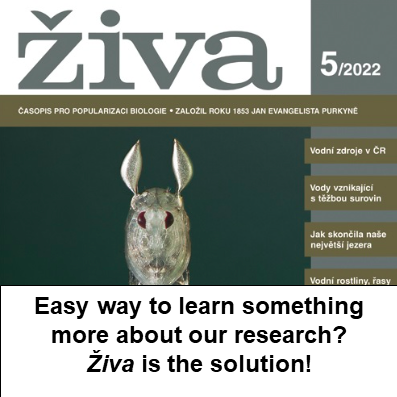 živa
5/2022
ČASOPIS PRO POPULARIZACI BIOLOGIE • ZALOŽIL ROKU 1853 JAN EVANGELISTA PURKYNĚ
Vodní zdroje v ČR
Vody vznikající
s těžbou surovin
Jak skončila naše
největší jezera
Vodní rostliny, řasy
Easy way to learn something
more about our research?
Živa is the solution!